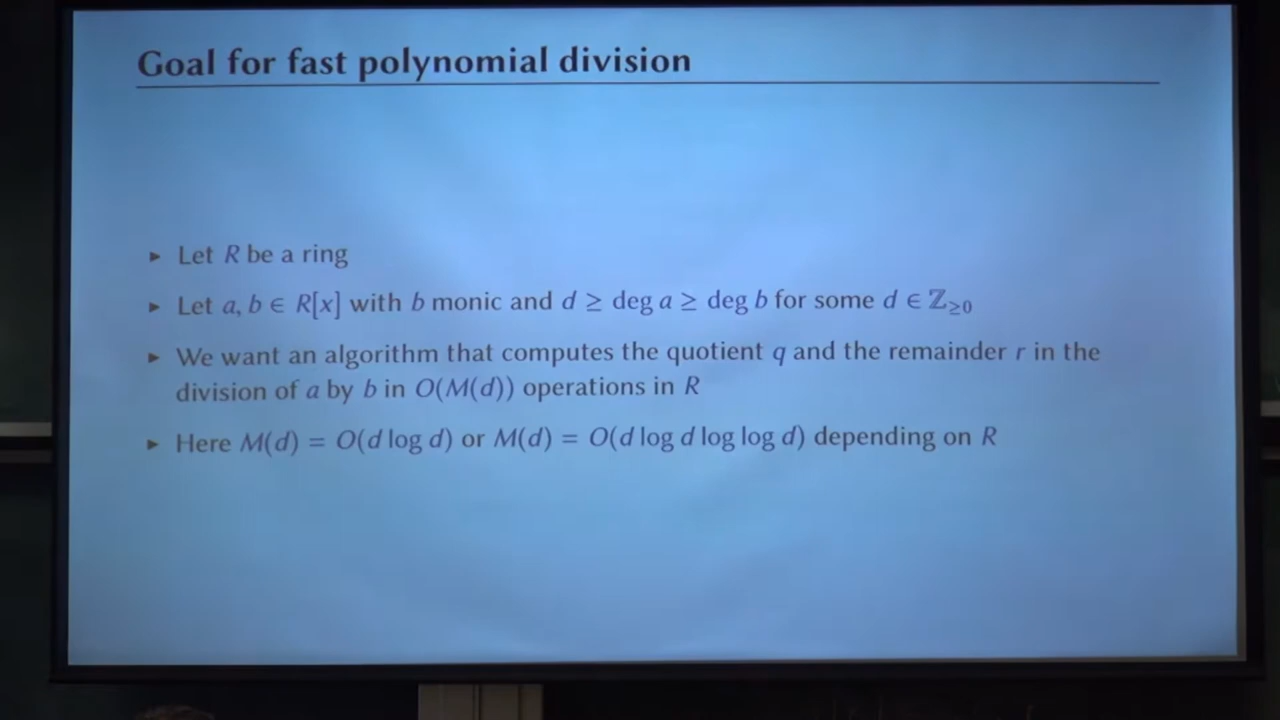 Goal for fast polynomial division
▸ Let R be a ring
▸ Let a, b ∈ R[x] with b monic and d ≥ deg a ≥ deg b for some d ∈ ℤ≥0
▸ We want an algorithm that computes the quotient q and the remainder r in the
division of a by b in O(M(d)) operations in R
▸ Here M(d) = O(d log d) or M(d) = O(d log d log log d) depending on R